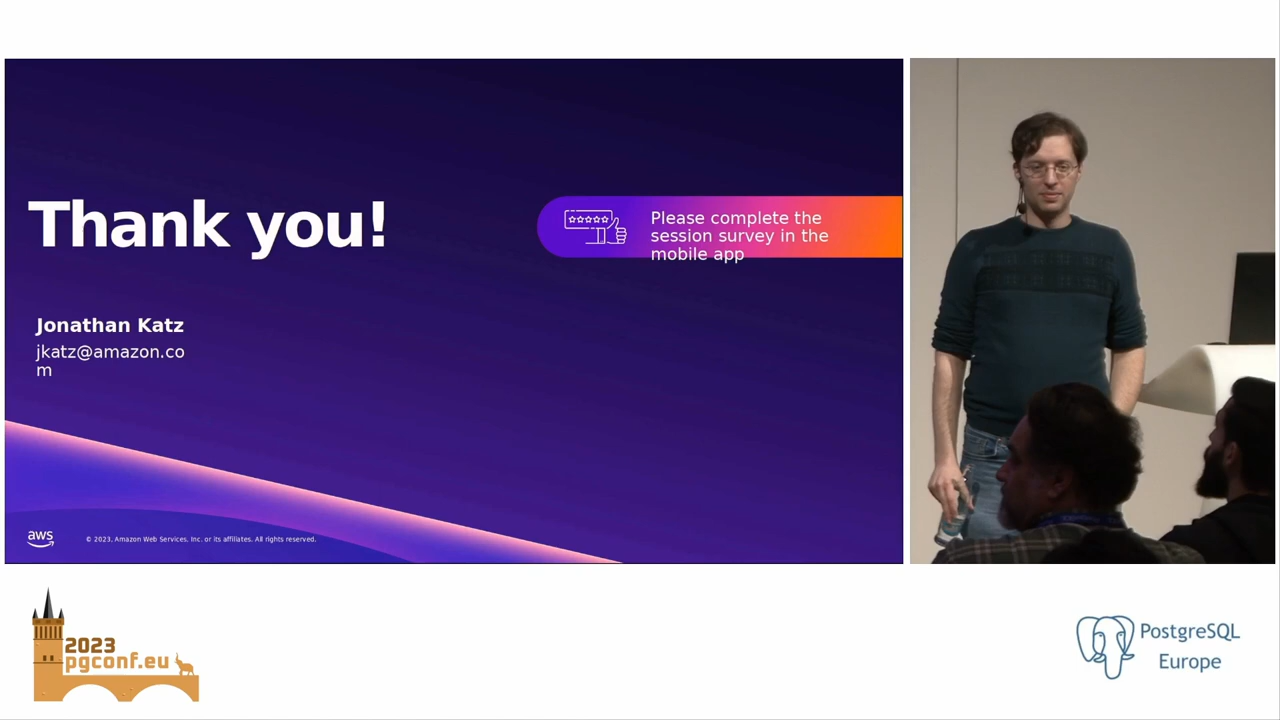 Thank you!
Please complete the
session survey in the
mobile app
Jonathan Katz
jkatz@amazon.co
m
aws
© 2023, Amazon Web Services, Inc. or its affiliates. All rights reserved.
2023
pgconf.eu
PostgreSQL
Europe